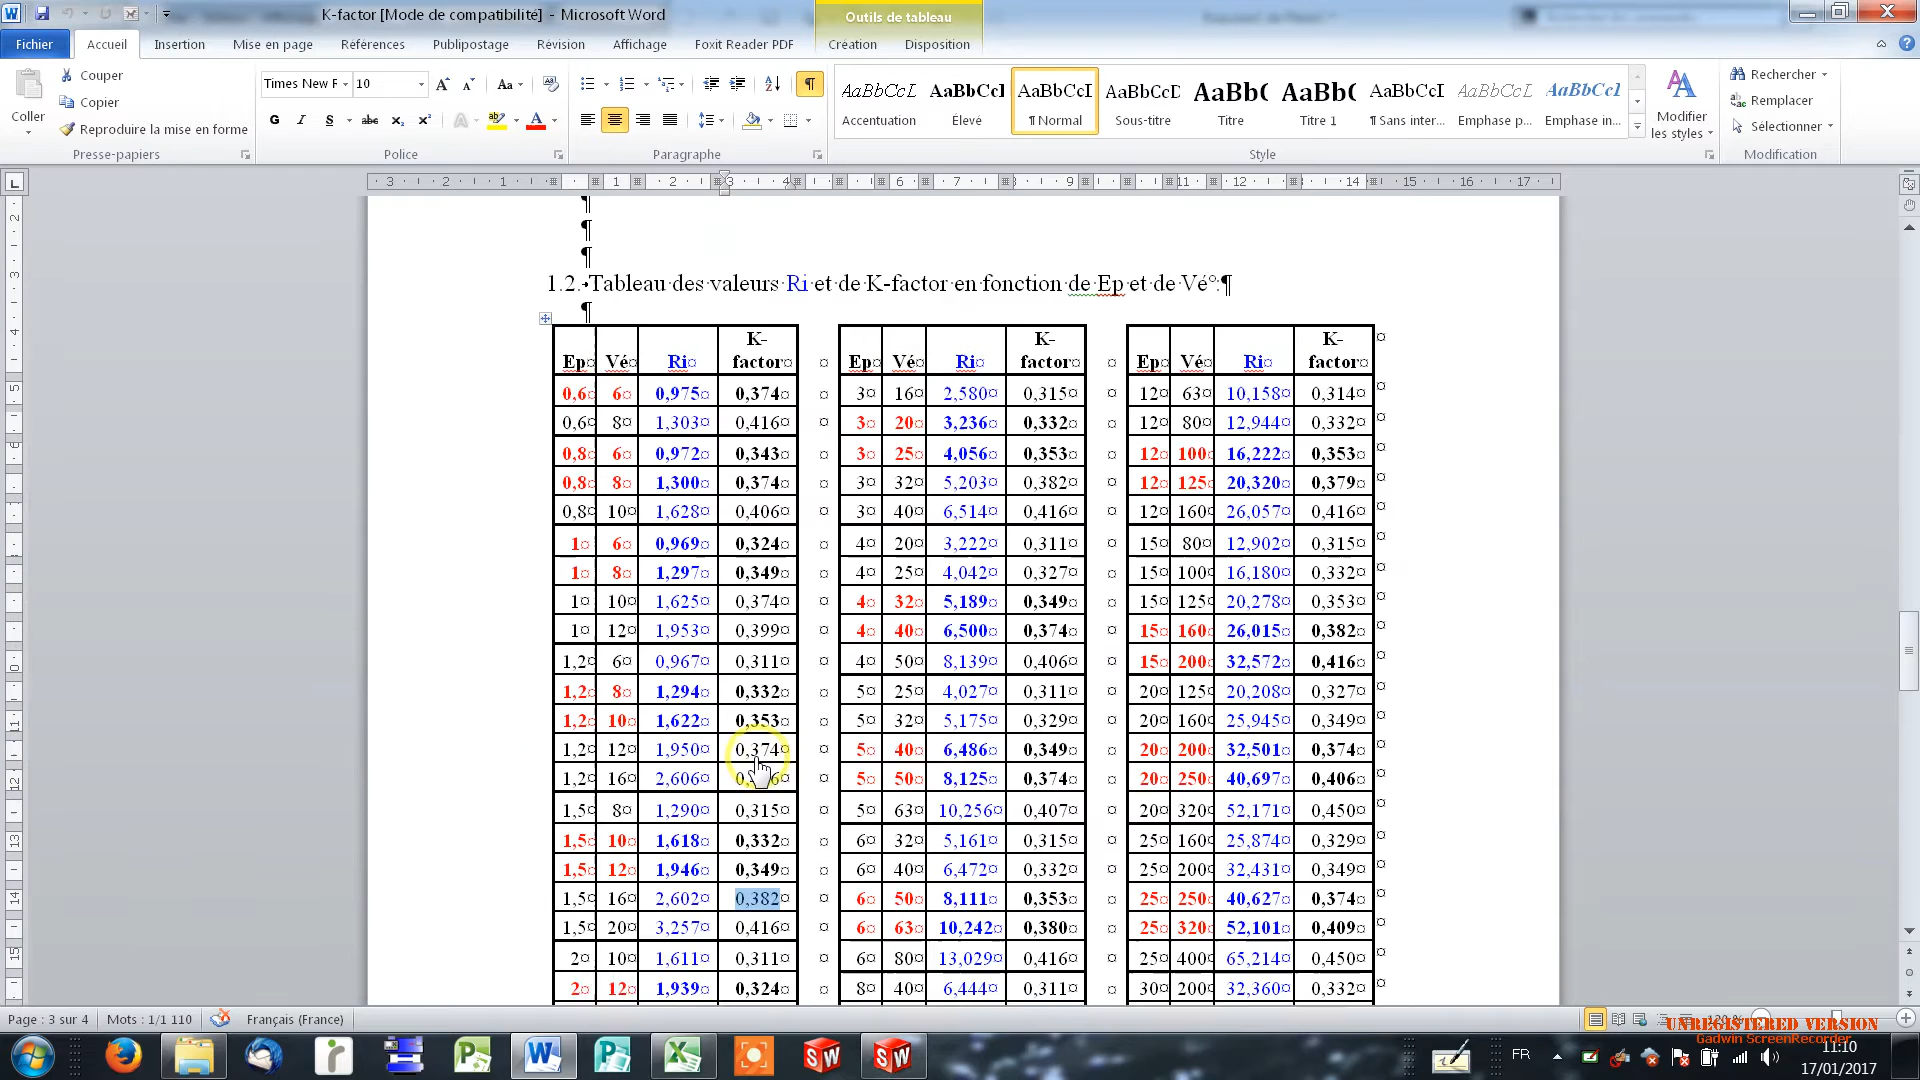 K-factor [Mode de compatibilité] - Microsoft Word
Outils de tableau
Fichier Accueil Insertion Mise en page Références Publipostage Révision Affichage Foxit Reader PDF Création Disposition
Coller
Couper
Copier
Reproduire la mise en forme
Presse-papiers
Times New F 10
Police
Paragraphe
AaBbCcI AaBbCcI AaBbCcI AaBbCcD AaBb( AaBb( AaBbCcI AaBbCcI AaBbCcI
Accentuation Élevé ¶ Normal Sous-titre Titre Titre 1 ¶ Sans inter... Emphase p... Emphase in...
Style
Modifier
les styles
Rechercher
Remplacer
Sélectionner
Modification
1.2. Tableau des valeurs Ri et de K-factor en fonction de Ep et de Vé° :¶
Ep Vé Ri K-factor Ep Vé Ri K-factor Ep Vé Ri K-factor
0,6 6 0,975 0,374 3 16 2,580 0,315 12 63 10,158 0,314
0,6 8 1,303 0,416 3 20 3,236 0,332 12 80 12,944 0,332
0,8 6 0,972 0,343 3 25 4,056 0,353 12 100 16,222 0,353
0,8 8 1,300 0,374 3 32 5,203 0,382 12 125 20,320 0,379
0,8 10 1,628 0,406 3 40 6,514 0,416 12 160 26,057 0,416
1 6 0,969 0,324 4 20 3,222 0,311 15 80 12,902 0,315
1 8 1,297 0,349 4 25 4,042 0,327 15 100 16,180 0,332
1 10 1,625 0,374 4 32 5,189 0,349 15 125 20,278 0,353
1 12 1,953 0,399 4 40 6,500 0,374 15 160 26,015 0,382
1,2 6 0,967 0,311 4 50 8,139 0,406 15 200 32,572 0,416
1,2 8 1,294 0,332 5 25 4,027 0,311 20 125 20,208 0,327
1,2 10 1,622 0,353 5 32 5,175 0,329 20 160 25,945 0,349
1,2 12 1,950 0,374 5 40 6,486 0,349 20 200 32,501 0,374
1,2 16 2,606 5 50 8,125 0,374 20 250 40,697 0,406
1,5 8 1,290 0,315 5 63 10,256 0,407 20 320 52,171 0,450
1,5 10 1,618 0,332 6 32 5,161 0,315 25 160 25,874 0,329
1,5 12 1,946 0,349 6 40 6,472 0,332 25 200 32,431 0,349
1,5 16 2,602 0,382 6 50 8,111 0,353 25 250 40,627 0,374
1,5 20 3,257 0,416 6 63 10,242 0,380 25 320 52,101 0,409
2 10 1,611 0,311 6 80 13,029 0,416 25 400 65,214 0,450
2 12 1,939 0,324 8 40 6,444 0,311 30 200 32,360 0,332
Page : 3 sur 4 Mots : 1/1 110 Français (France) 120 %
UNREGISTERED VERSION
Gadwin ScreenRecorder
FR
11:10
17/01/2017